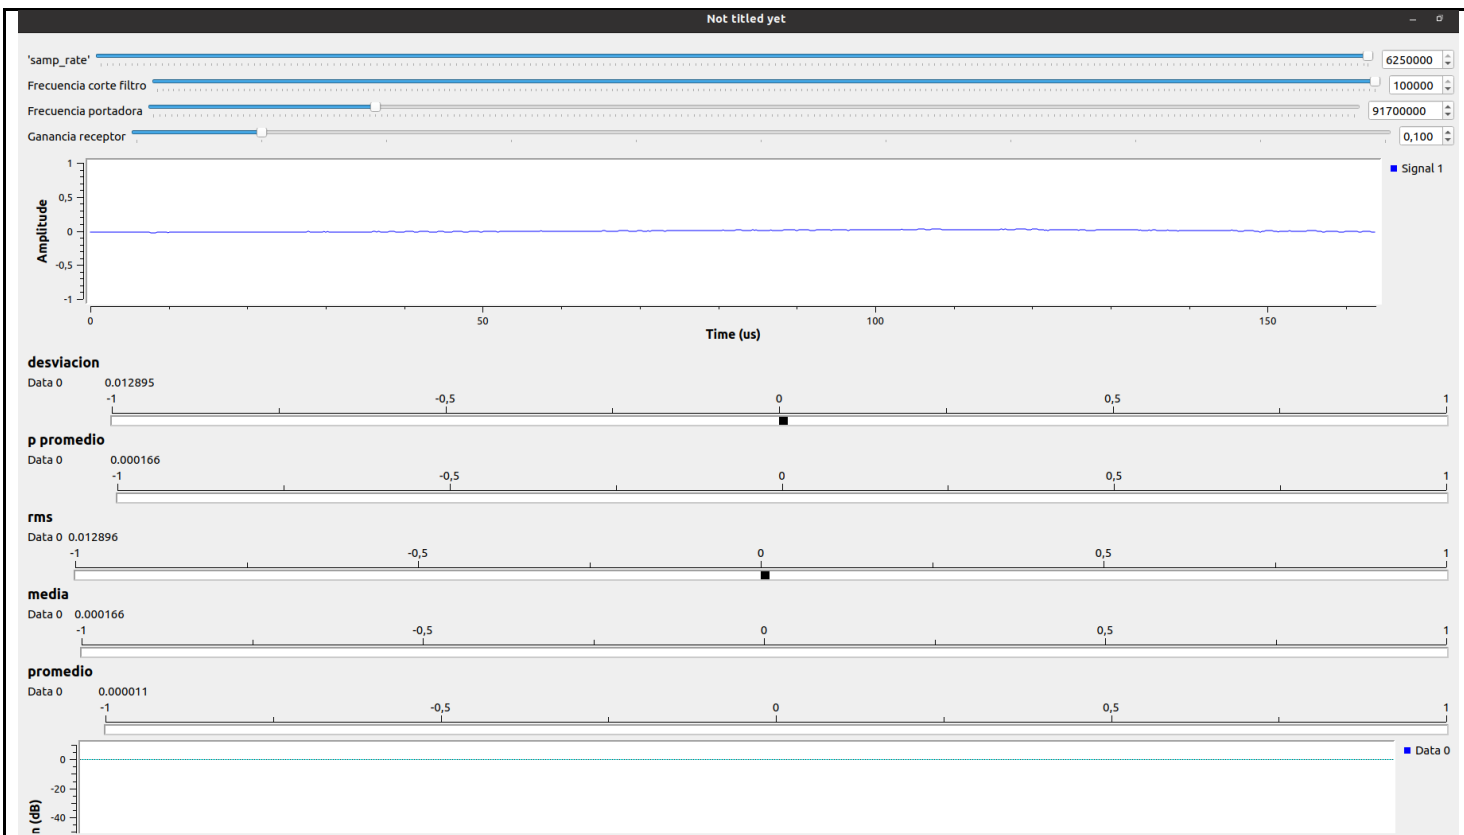 Not titled yet
'samp_rate' 6250000
Frecuencia corte filtro 100000
Frecuencia portadora 91700000
Ganancia receptor 0,100
1 Signal 1
0,5
0
-0,5
-1
Amplitude
0 50 100 150
Time (us)
desviacion
Data 0 0.012895
-1 -0,5 0 0,5 1
p promedio
Data 0 0.000166
-1 -0,5 0 0,5 1
rms
Data 0 0.012896
-1 -0,5 0 0,5 1
media
Data 0 0.000166
-1 -0,5 0 0,5 1
promedio
Data 0 0.000011
-1 -0,5 0 0,5 1
0 Data 0
-20
-40
n (dB)